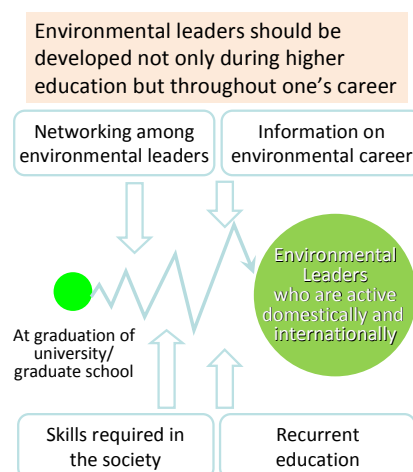 Environmental leaders should be
developed not only during higher
education but throughout one's career
Networking among
environmental leaders
Information on
environmental career
Environmental
Leaders
who are active
domestically and
internationally
At graduation of
university/
graduate school
Skills required in
the society
Recurrent
education